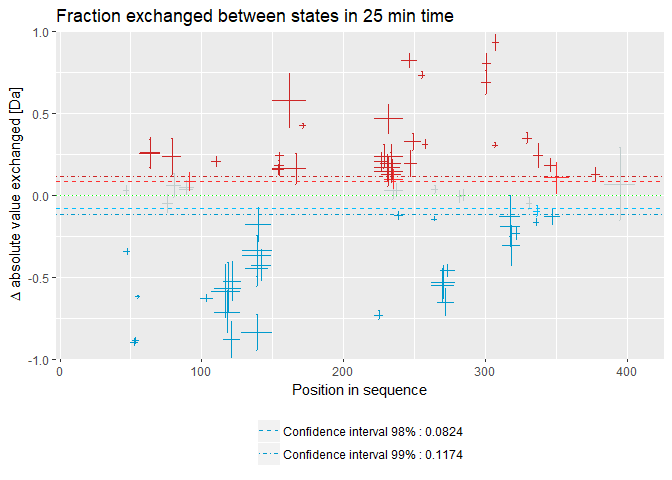 Fraction exchanged between states in 25 min time
Δ absolute value exchanged [Da]
1.0
0.5
0.0
-0.5
-1.0
0
100
200
300
400
Position in sequence
Confidence interval 98% : 0.0824
Confidence interval 99% : 0.1174